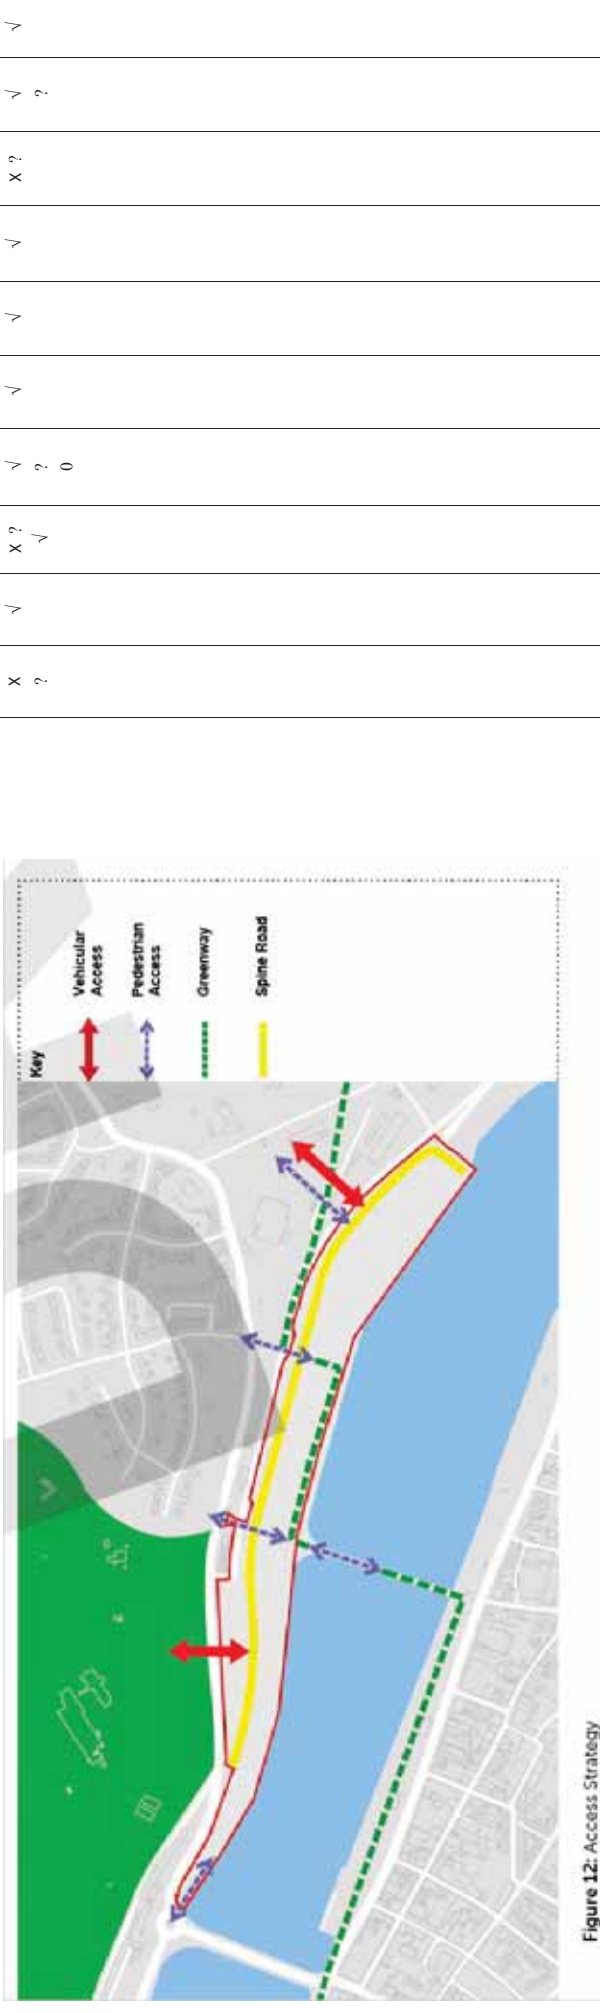 Key
Vehicular
Access
Pedestrian
Access
Greenway
Spine Road
Figure 12: Access Strategy
X
?
√
X ?
√
√
?
0
√
√
√
X ?
√
?
√